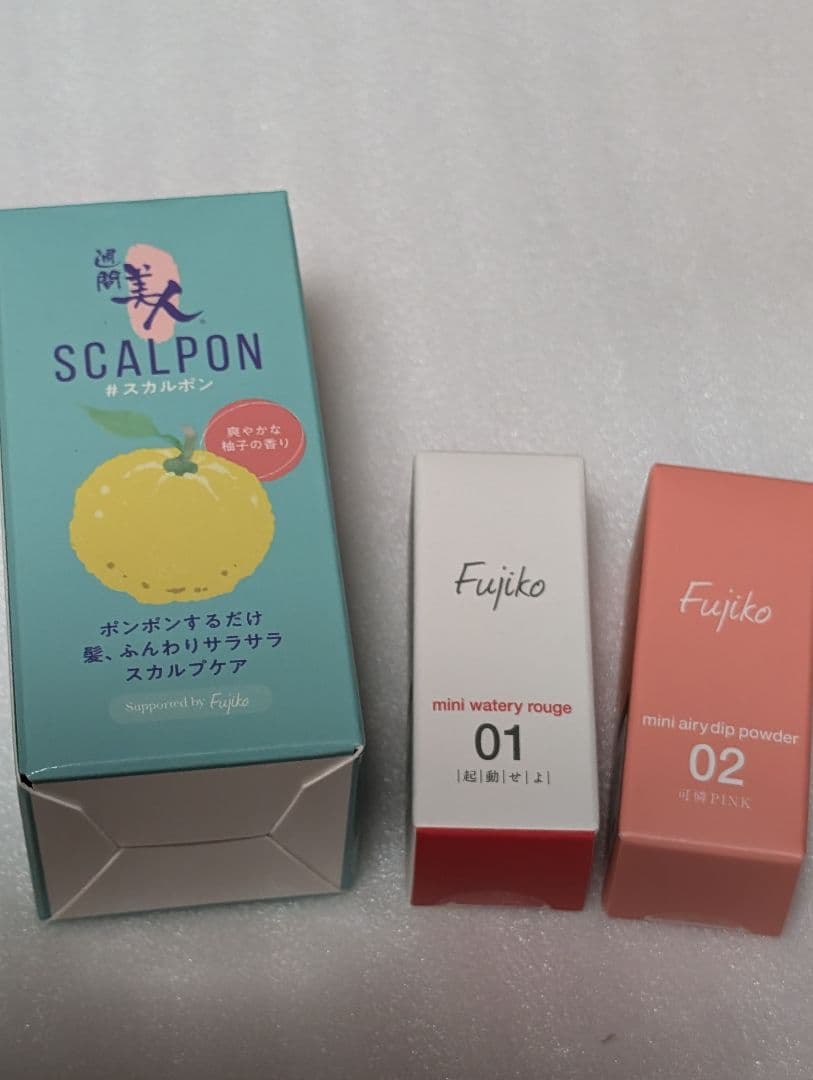 週間
美人
SCALPON
#スカルポン
爽やかな
柚子の香り
ポンポンするだけ
髪、ふんわりサラサラ
スカルプケア
Supported by Fujiko
Fujiko
mini watery rouge
01
|起|動|せ|よ|
Fujiko
mini airy dip powder
02
可憐PINK